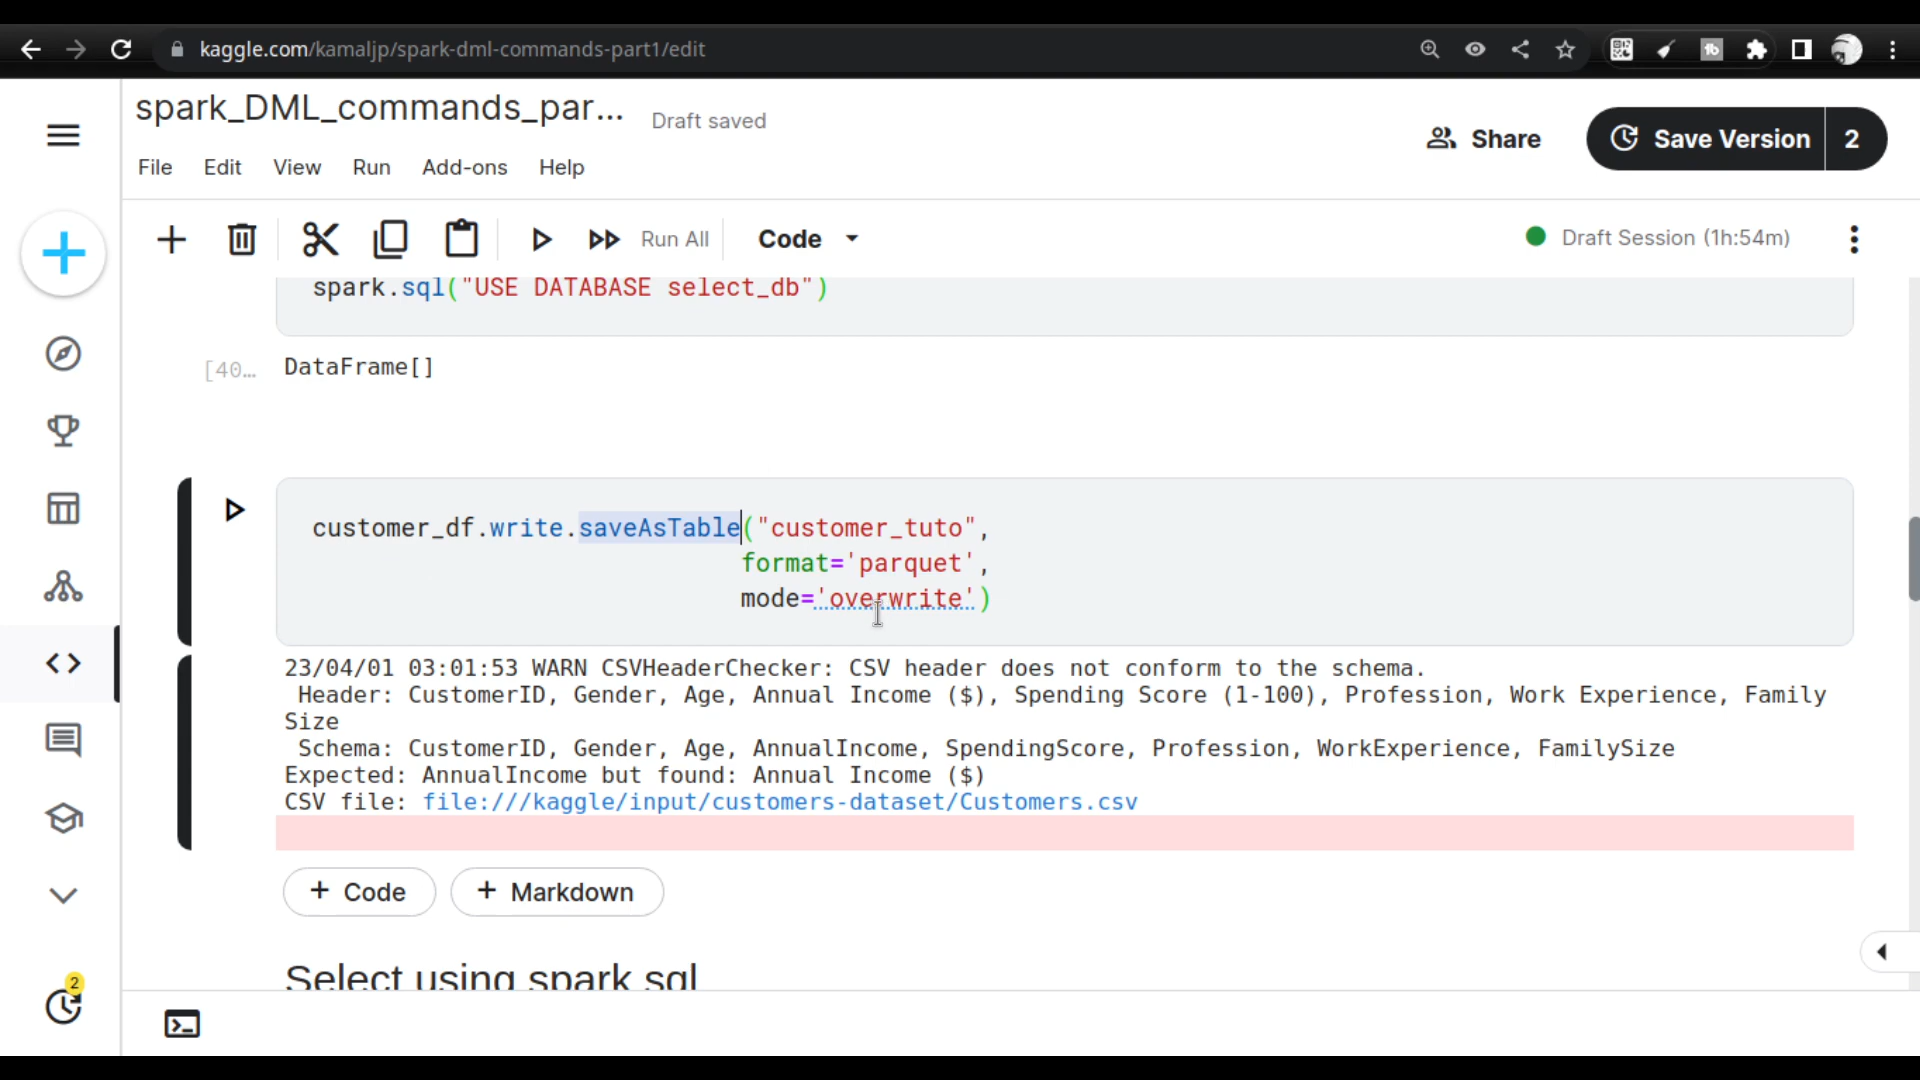 kaggle.com/kamaljp/spark-dml-commands-part1/edit
spark_DML_commands_par...
Draft saved
Share
Save Version
2
File Edit View Run Add-ons Help
Run All
Code
Draft Session (1h:54m)
spark.sql("USE DATABASE select_db")
[40...
DataFrame[]
customer_df.write.saveAsTable("customer_tuto",
format='parquet',
mode='overwrite')
23/04/01 03:01:53 WARN CSVHeaderChecker: CSV header does not conform to the schema.
Header: CustomerID, Gender, Age, Annual Income ($), Spending Score (1-100), Profession, Work Experience, Family
Size
Schema: CustomerID, Gender, Age, AnnualIncome, SpendingScore, Profession, WorkExperience, FamilySize
Expected: AnnualIncome but found: Annual Income ($)
CSV file: file:///kaggle/input/customers-dataset/Customers.csv
+ Code
+ Markdown
Select using spark sql
2